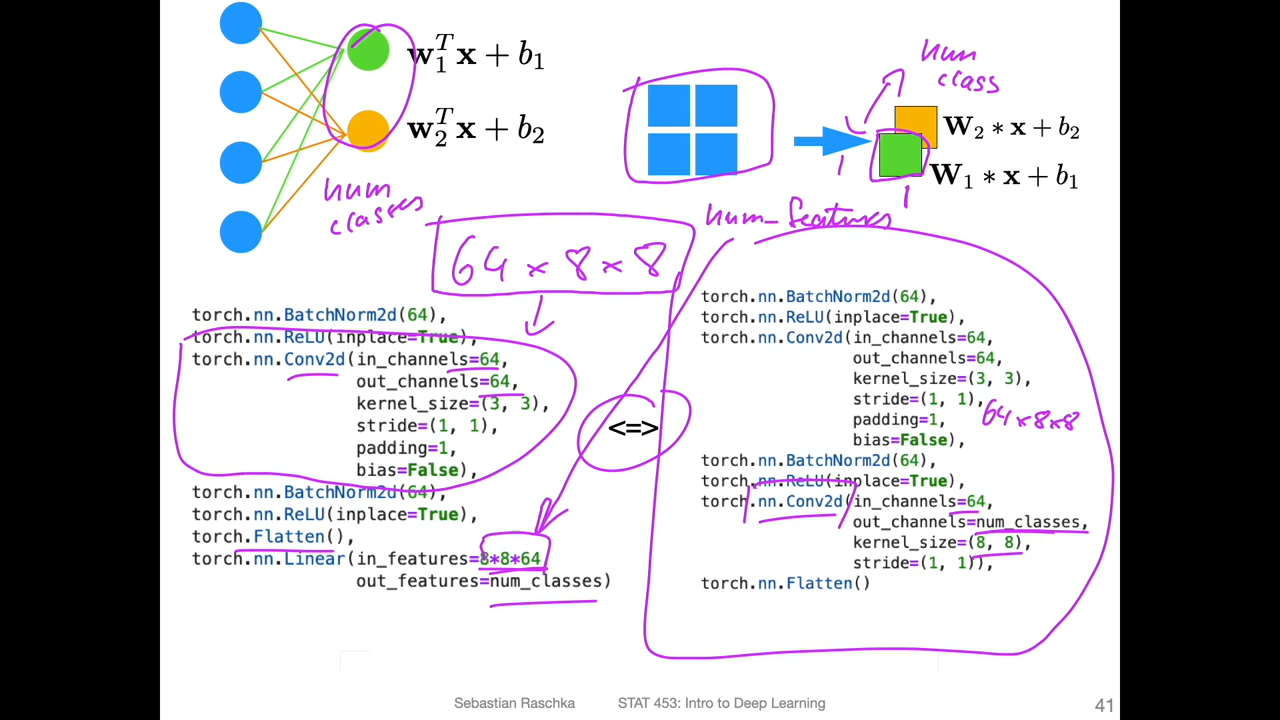 w₁ᵀx + b₁
w₂ᵀx + b₂
num
classes
num
class
W₂ ∗ x + b₂
W₁ ∗ x + b₁
num_features
64 × 8 × 8
torch.nn.BatchNorm2d(64),
torch.nn.ReLU(inplace=True),
torch.nn.Conv2d(in_channels=64,
out_channels=64,
kernel_size=(3, 3),
stride=(1, 1),
padding=1,
bias=False),
torch.nn.BatchNorm2d(64),
torch.nn.ReLU(inplace=True),
torch.Flatten(),
torch.nn.Linear(in_features=8*8*64
out_features=num_classes)
<=>
torch.nn.BatchNorm2d(64),
torch.nn.ReLU(inplace=True),
torch.nn.Conv2d(in_channels=64,
out_channels=64,
kernel_size=(3, 3),
stride=(1, 1),
padding=1,
64×8×8
bias=False),
torch.nn.BatchNorm2d(64),
torch.nn.ReLU(inplace=True),
torch.nn.Conv2d(in_channels=64,
out_channels=num_classes,
kernel_size=(8, 8),
stride=(1, 1)),
torch.nn.Flatten()
Sebastian Raschka STAT 453: Intro to Deep Learning 41